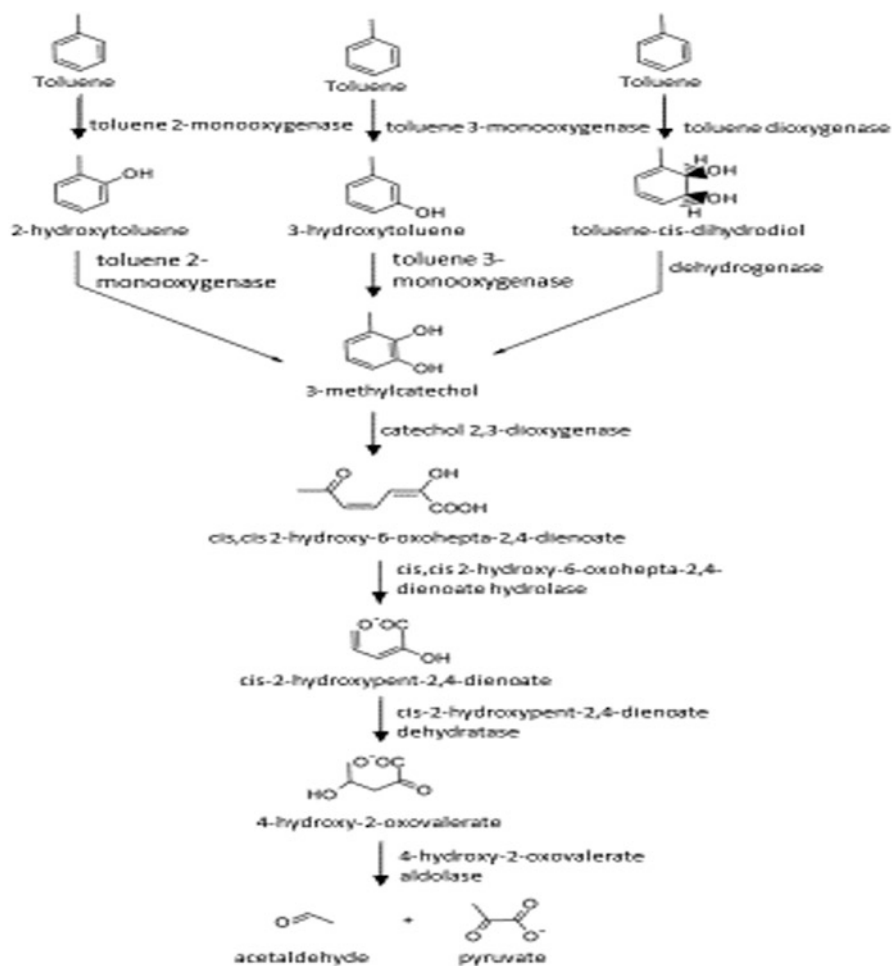 Toluene
Toluene
Toluene
toluene 2-monooxygenase
toluene 3-monooxygenase
toluene dioxygenase
OH
OH
H
OH
OH
H
2-hydroxytoluene
3-hydroxytoluene
toluene-cis-dihydrodiol
toluene 2-
monooxygenase
toluene 3-
monooxygenase
dehydrogenase
OH
OH
3-methylcatechol
catechol 2,3-dioxygenase
O
OH
COOH
cis,cis 2-hydroxy-6-oxohepta-2,4-dienoate
cis,cis 2-hydroxy-6-oxohepta-2,4-
dienoate hydrolase
O⁻OC
OH
cis-2-hydroxypent-2,4-dienoate
cis-2-hydroxypent-2,4-dienoate
dehydratase
O⁻OC
HO
O
4-hydroxy-2-oxovalerate
4-hydroxy-2-oxovalerate
aldolase
O
+
O
O
O⁻
acetaldehyde
pyruvate